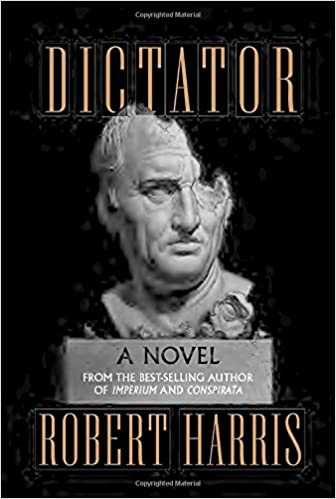 Copyrighted Material
DICTATOR
A NOVEL
FROM THE BEST-SELLING AUTHOR
OF IMPERIUM AND CONSPIRATA
ROBERT HARRIS
Copyrighted Material